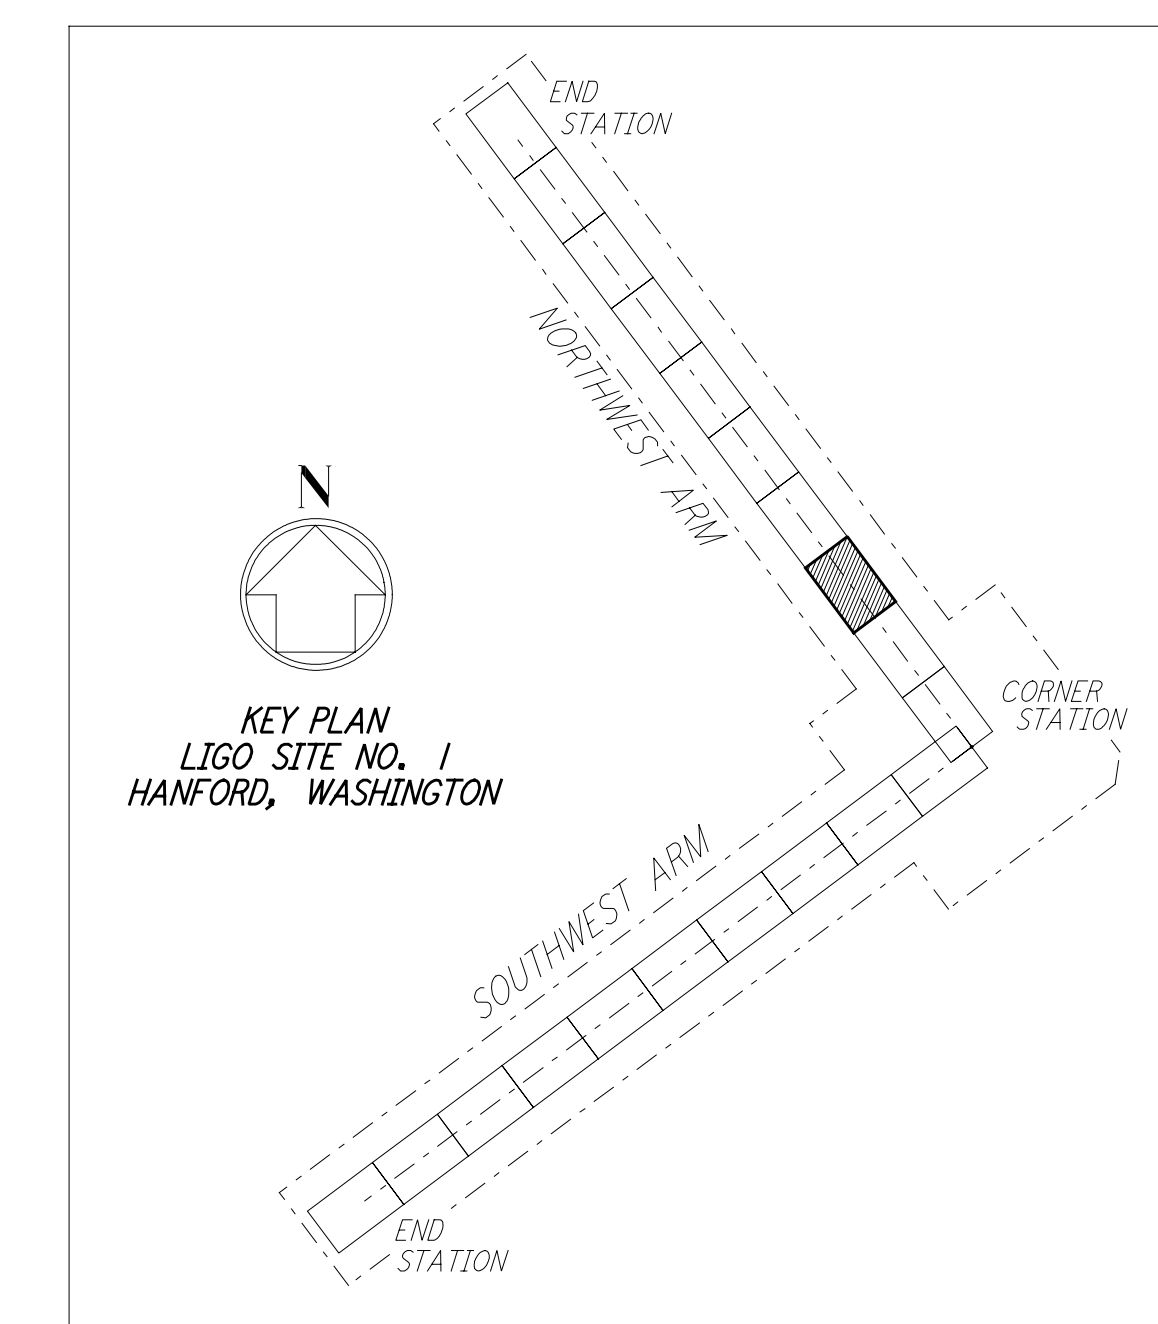 END
STATION
NORTHWEST ARM
N
KEY PLAN
LIGO SITE NO. 1
HANFORD, WASHINGTON
CORNER
STATION
SOUTHWEST ARM
END
STATION